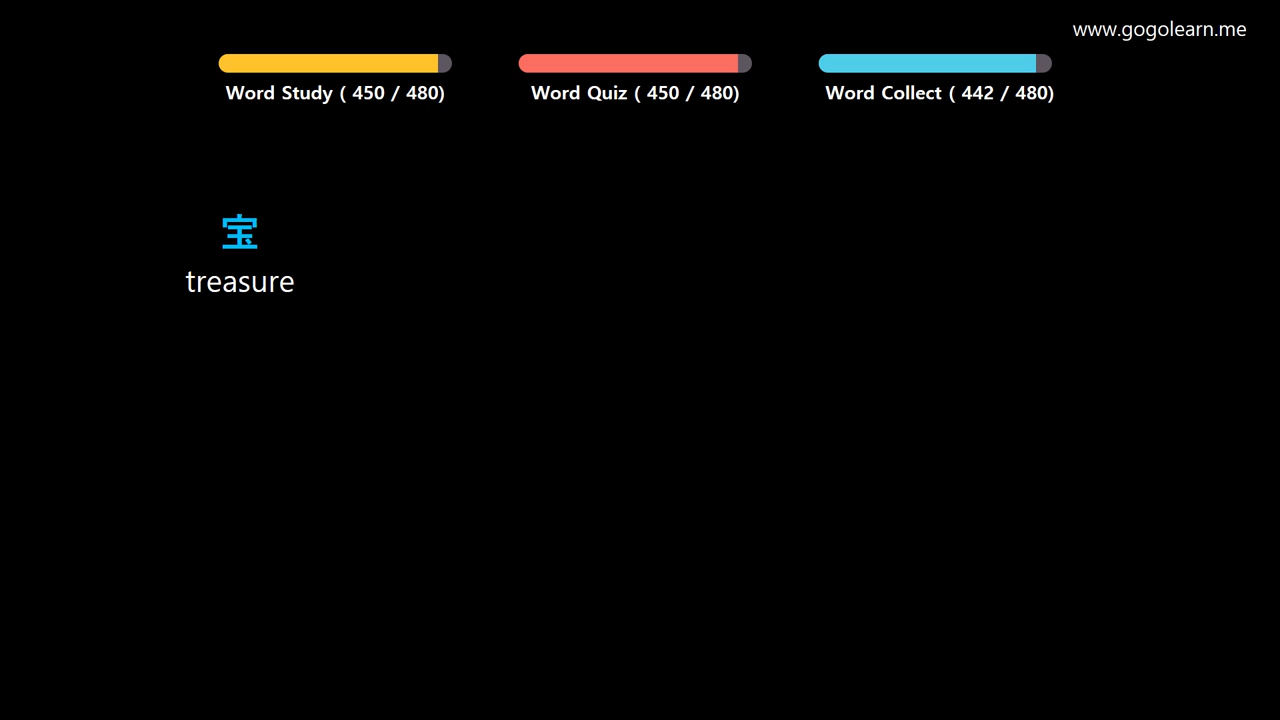 www.gogolearn.me
Word Study ( 450 / 480)
Word Quiz ( 450 / 480)
Word Collect ( 442 / 480)
宝
treasure